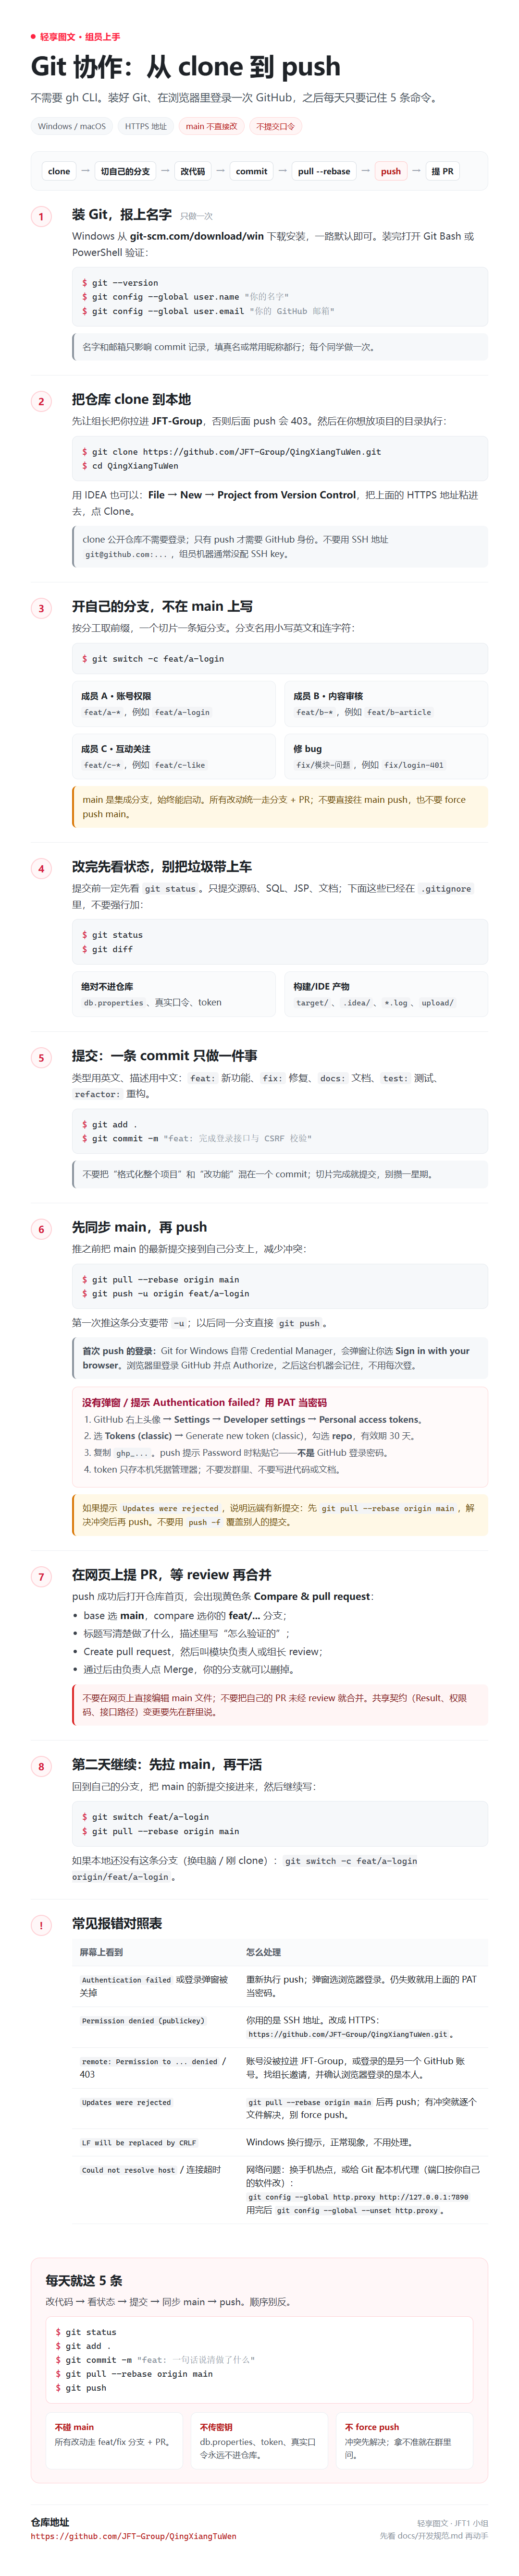 轻享图文 · 组员上手
Git 协作：从 clone 到 push
不需要 gh CLI。装好 Git、在浏览器里登录一次 GitHub，之后每天只要记住 5 条命令。
Windows / macOS
HTTPS 地址
main 不直接改
不提交口令
clone → 切自己的分支 → 改代码 → commit → pull --rebase → push → 提 PR
1
装 Git，报上名字 只做一次
Windows 从 git-scm.com/download/win 下载安装，一路默认即可。装完打开 Git Bash 或
PowerShell 验证：
$ git --version
$ git config --global user.name "你的名字"
$ git config --global user.email "你的 GitHub 邮箱"
名字和邮箱只影响 commit 记录，填真名或常用昵称都行；每个同学做一次。
2
把仓库 clone 到本地
先让组长把你拉进 JFT-Group，否则后面 push 会 403。然后在你想放项目的目录执行：
$ git clone https://github.com/JFT-Group/QingXiangTuWen.git
$ cd QingXiangTuWen
用 IDEA 也可以：File → New → Project from Version Control，把上面的 HTTPS 地址粘进
去，点 Clone。
clone 公开仓库不需要登录；只有 push 才需要 GitHub 身份。不要用 SSH 地址
git@github.com:... ，组员机器通常没配 SSH key。
3
开自己的分支，不在 main 上写
按分工取前缀，一个切片一条短分支。分支名用小写英文和连字符：
$ git switch -c feat/a-login
成员 A · 账号权限
feat/a-* ，例如 feat/a-login
成员 B · 内容审核
feat/b-* ，例如 feat/b-article
成员 C · 互动关注
feat/c-* ，例如 feat/c-like
修 bug
fix/模块-问题 ，例如 fix/login-401
main 是集成分支，始终能启动。所有改动统一走分支 + PR；不要直接往 main push，也不要 force
push main。
4
改完先看状态，别把垃圾带上车
提交前一定先看 git status 。只提交源码、SQL、JSP、文档；下面这些已经在 .gitignore
里，不要强行加：
$ git status
$ git diff
绝对不进仓库
db.properties 、真实口令、token
构建/IDE 产物
target/ 、 .idea/ 、 *.log 、 upload/
5
提交：一条 commit 只做一件事
类型用英文、描述用中文： feat: 新功能、 fix: 修复、 docs: 文档、 test: 测试、
refactor: 重构。
$ git add .
$ git commit -m "feat: 完成登录接口与 CSRF 校验"
不要把“格式化整个项目”和“改功能”混在一个 commit；切片完成就提交，别攒一星期。
6
先同步 main，再 push
推之前把 main 的最新提交接到自己分支上，减少冲突：
$ git pull --rebase origin main
$ git push -u origin feat/a-login
第一次推这条分支要带 -u ；以后同一分支直接 git push 。
首次 push 的登录：Git for Windows 自带 Credential Manager，会弹窗让你选 Sign in with your
browser。浏览器里登录 GitHub 并点 Authorize，之后这台机器会记住，不用每次登。
没有弹窗 / 提示 Authentication failed？用 PAT 当密码
1. GitHub 右上头像 → Settings → Developer settings → Personal access tokens。
2. 选 Tokens (classic) → Generate new token (classic)，勾选 repo，有效期 30 天。
3. 复制 ghp_... 。push 提示 Password 时粘贴它——不是 GitHub 登录密码。
4. token 只存本机凭据管理器；不要发群里、不要写进代码或文档。
如果提示 Updates were rejected ，说明远端有新提交：先 git pull --rebase origin main ，解
决冲突后再 push。不要用 push -f 覆盖别人的提交。
7
在网页上提 PR，等 review 再合并
push 成功后打开仓库首页，会出现黄色条 Compare & pull request：
• base 选 main，compare 选你的 feat/... 分支；
• 标题写清楚做了什么，描述里写“怎么验证的”；
• Create pull request，然后叫模块负责人或组长 review；
• 通过后由负责人点 Merge，你的分支就可以删掉。
不要在网页上直接编辑 main 文件；不要把自己的 PR 未经 review 就合并。共享契约（Result、权限
码、接口路径）变更要先在群里说。
8
第二天继续：先拉 main，再干活
回到自己的分支，把 main 的新提交接进来，然后继续写：
$ git switch feat/a-login
$ git pull --rebase origin main
如果本地还没有这条分支（换电脑 / 刚 clone）： git switch -c feat/a-login
origin/feat/a-login 。
!
常见报错对照表
屏幕上看到 怎么处理
Authentication failed 或登录弹窗被
关掉
重新执行 push；弹窗选浏览器登录。仍失败就用上面的 PAT
当密码。
Permission denied (publickey)
你用的是 SSH 地址。改成 HTTPS：
https://github.com/JFT-Group/QingXiangTuWen.git 。
remote: Permission to ... denied /
403
账号没被拉进 JFT-Group，或登录的是另一个 GitHub 账
号。找组长邀请，并确认浏览器登录的是本人。
Updates were rejected
git pull --rebase origin main 后再 push；有冲突就逐个
文件解决，别 force push。
LF will be replaced by CRLF
Windows 换行提示，正常现象，不用处理。
Could not resolve host / 连接超时
网络问题：换手机热点，或给 Git 配本机代理（端口按你自己
的软件改）：
git config --global http.proxy http://127.0.0.1:7890
用完后 git config --global --unset http.proxy 。
每天就这 5 条
改代码 → 看状态 → 提交 → 同步 main → push。顺序别反。
$ git status
$ git add .
$ git commit -m "feat: 一句话说清做了什么"
$ git pull --rebase origin main
$ git push
不碰 main
所有改动走 feat/fix 分支 + PR。
不传密钥
db.properties、token、真实口
令永远不进仓库。
不 force push
冲突先解决；拿不准就在群里
问。
仓库地址
https://github.com/JFT-Group/QingXiangTuWen
轻享图文 · JFT1 小组
先看 docs/开发规范.md 再动手